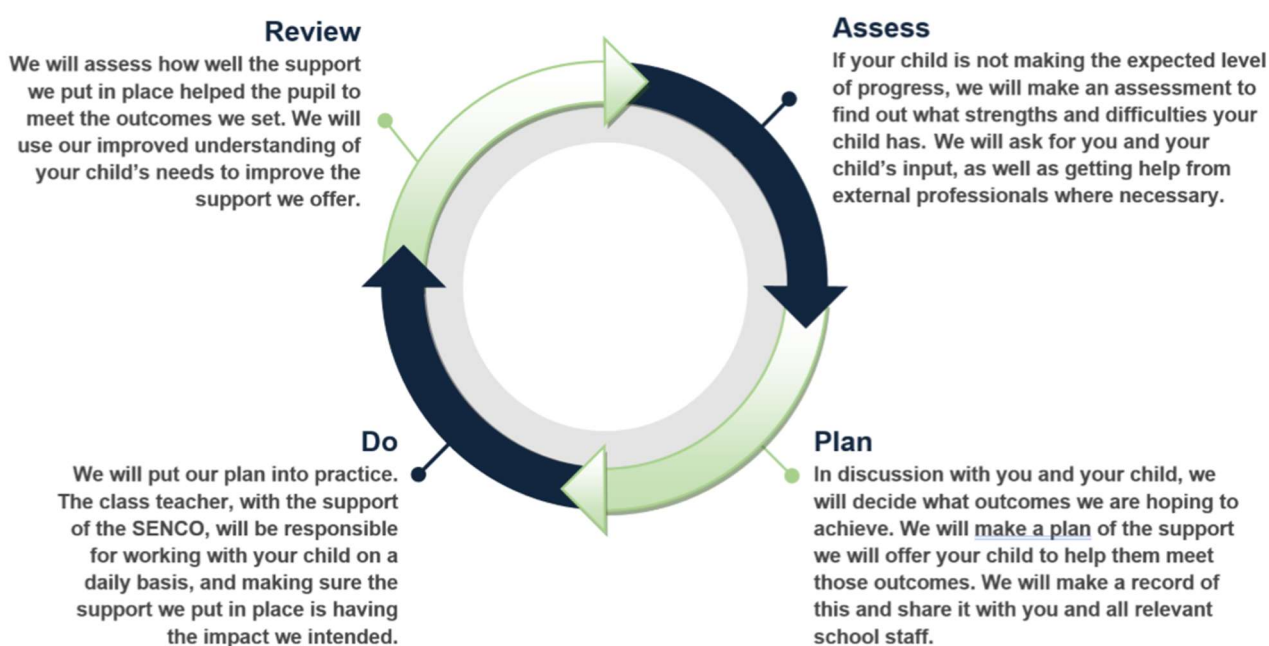 Review
We will assess how well the support
we put in place helped the pupil to
meet the outcomes we set. We will
use our improved understanding of
your child's needs to improve the
support we offer.
Assess
If your child is not making the expected level
of progress, we will make an assessment to
find out what strengths and difficulties your
child has. We will ask for you and your
child's input, as well as getting help from
external professionals where necessary.
Do
We will put our plan into practice.
The class teacher, with the support
of the SENCO, will be responsible
for working with your child on a
daily basis, and making sure the
support we put in place is having
the impact we intended.
Plan
In discussion with you and your child, we
will decide what outcomes we are hoping to
achieve. We will make a plan of the support
we will offer your child to help them meet
those outcomes. We will make a record of
this and share it with you and all relevant
school staff.